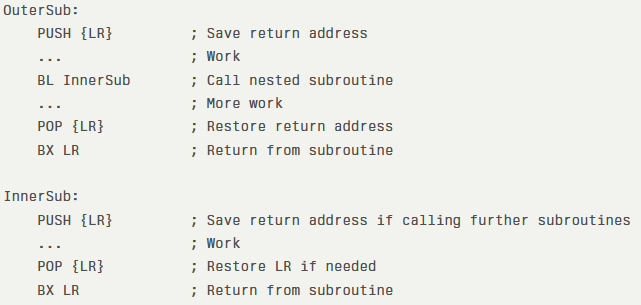 OuterSub:
    PUSH {LR}         ; Save return address
    ...               ; Work
    BL InnerSub       ; Call nested subroutine
    ...               ; More work
    POP {LR}          ; Restore return address
    BX LR             ; Return from subroutine

InnerSub:
    PUSH {LR}         ; Save return address if calling further subroutines
    ...               ; Work
    POP {LR}          ; Restore LR if needed
    BX LR             ; Return from subroutine